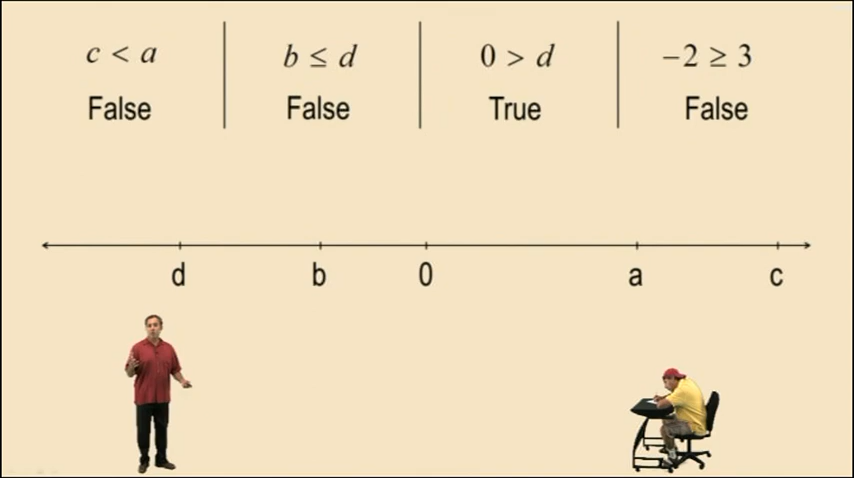 c < a
False
b ≤ d
False
0 > d
True
−2 ≥ 3
False
d b 0 a c